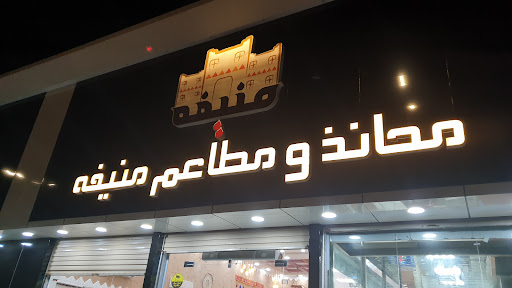 منيفه
محانذ و مطاعم منيفه